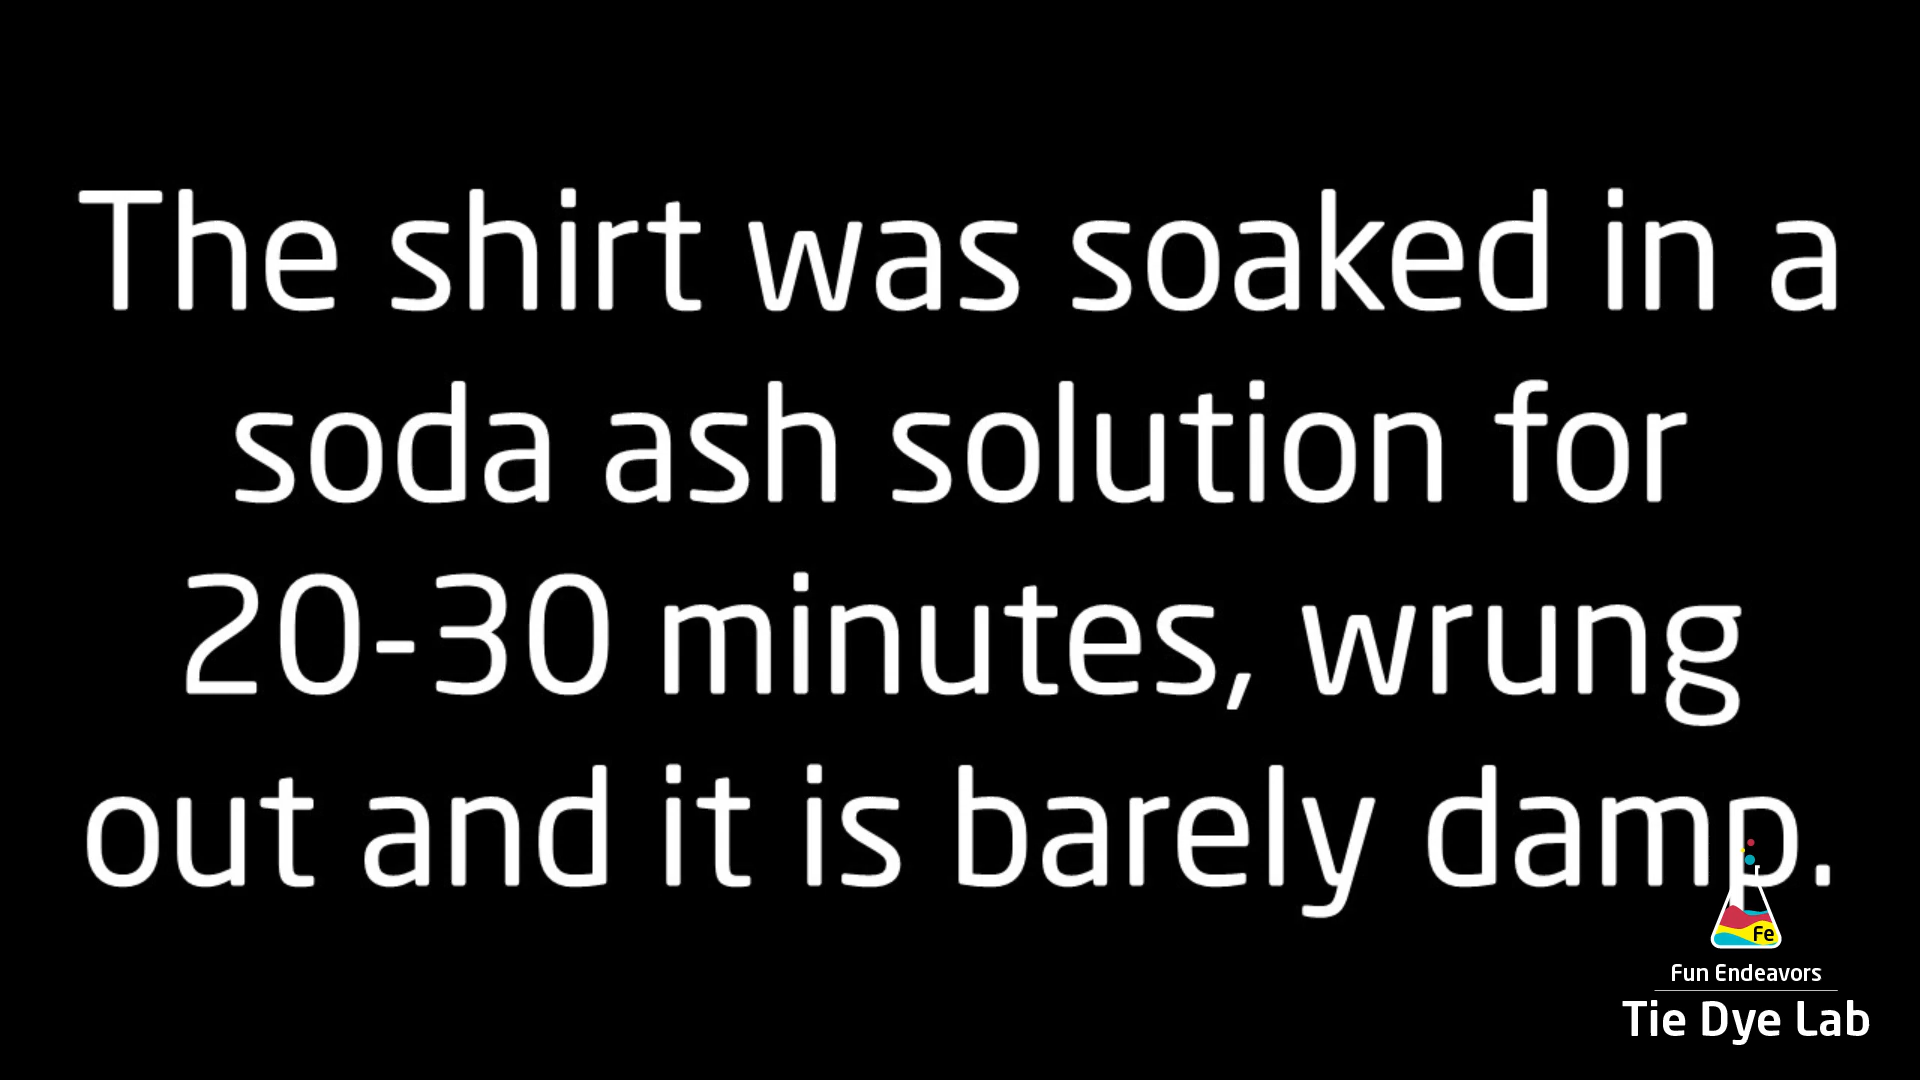 The shirt was soaked in a
soda ash solution for
20-30 minutes, wrung
out and it is barely damp.
Fe
Fun Endeavors
Tie Dye Lab